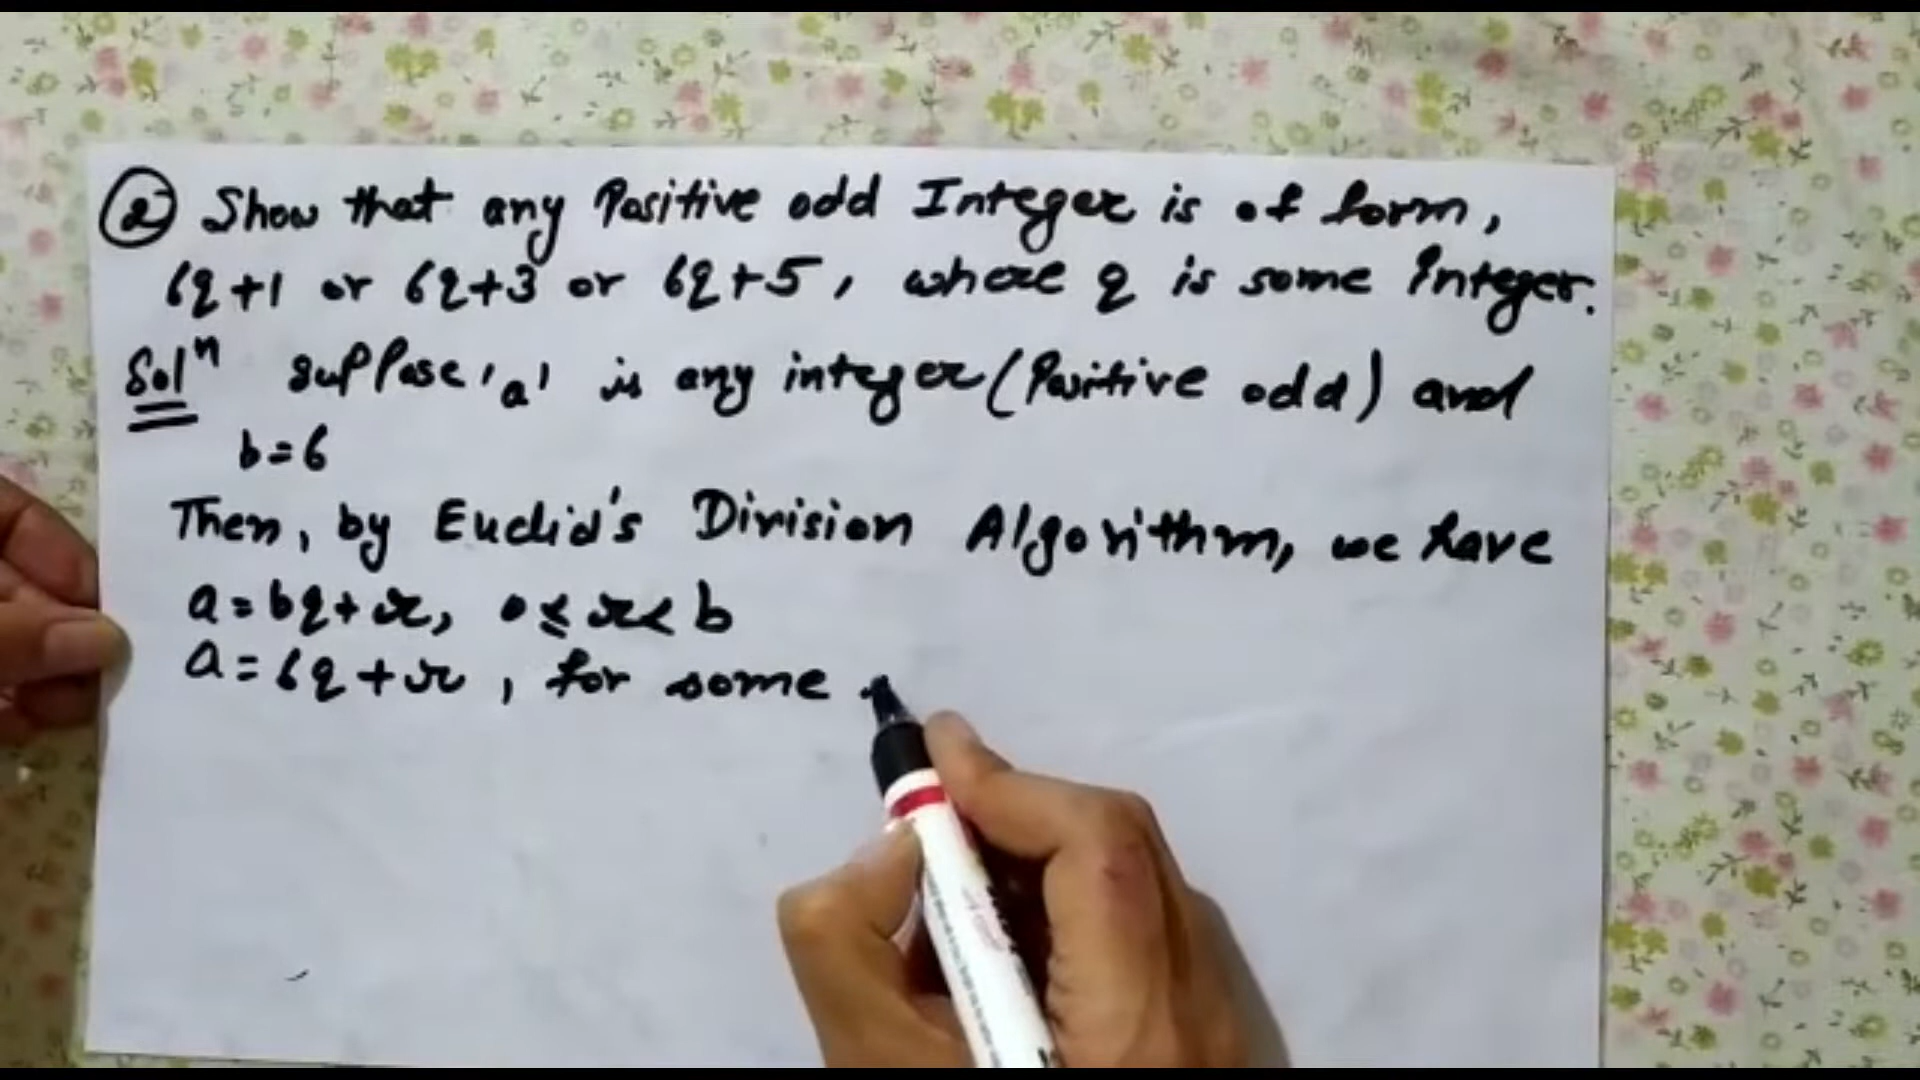 ② Show that any Positive odd Integer is of form,
6q+1 or 6q+3 or 6q+5, where q is some Integer.
Solⁿ Suppose 'a' is any integer (Positive odd) and
b=6
Then, by Euclid's Division Algorithm, we have
a=bq+r, 0≤r<b
a=6q+r, for some